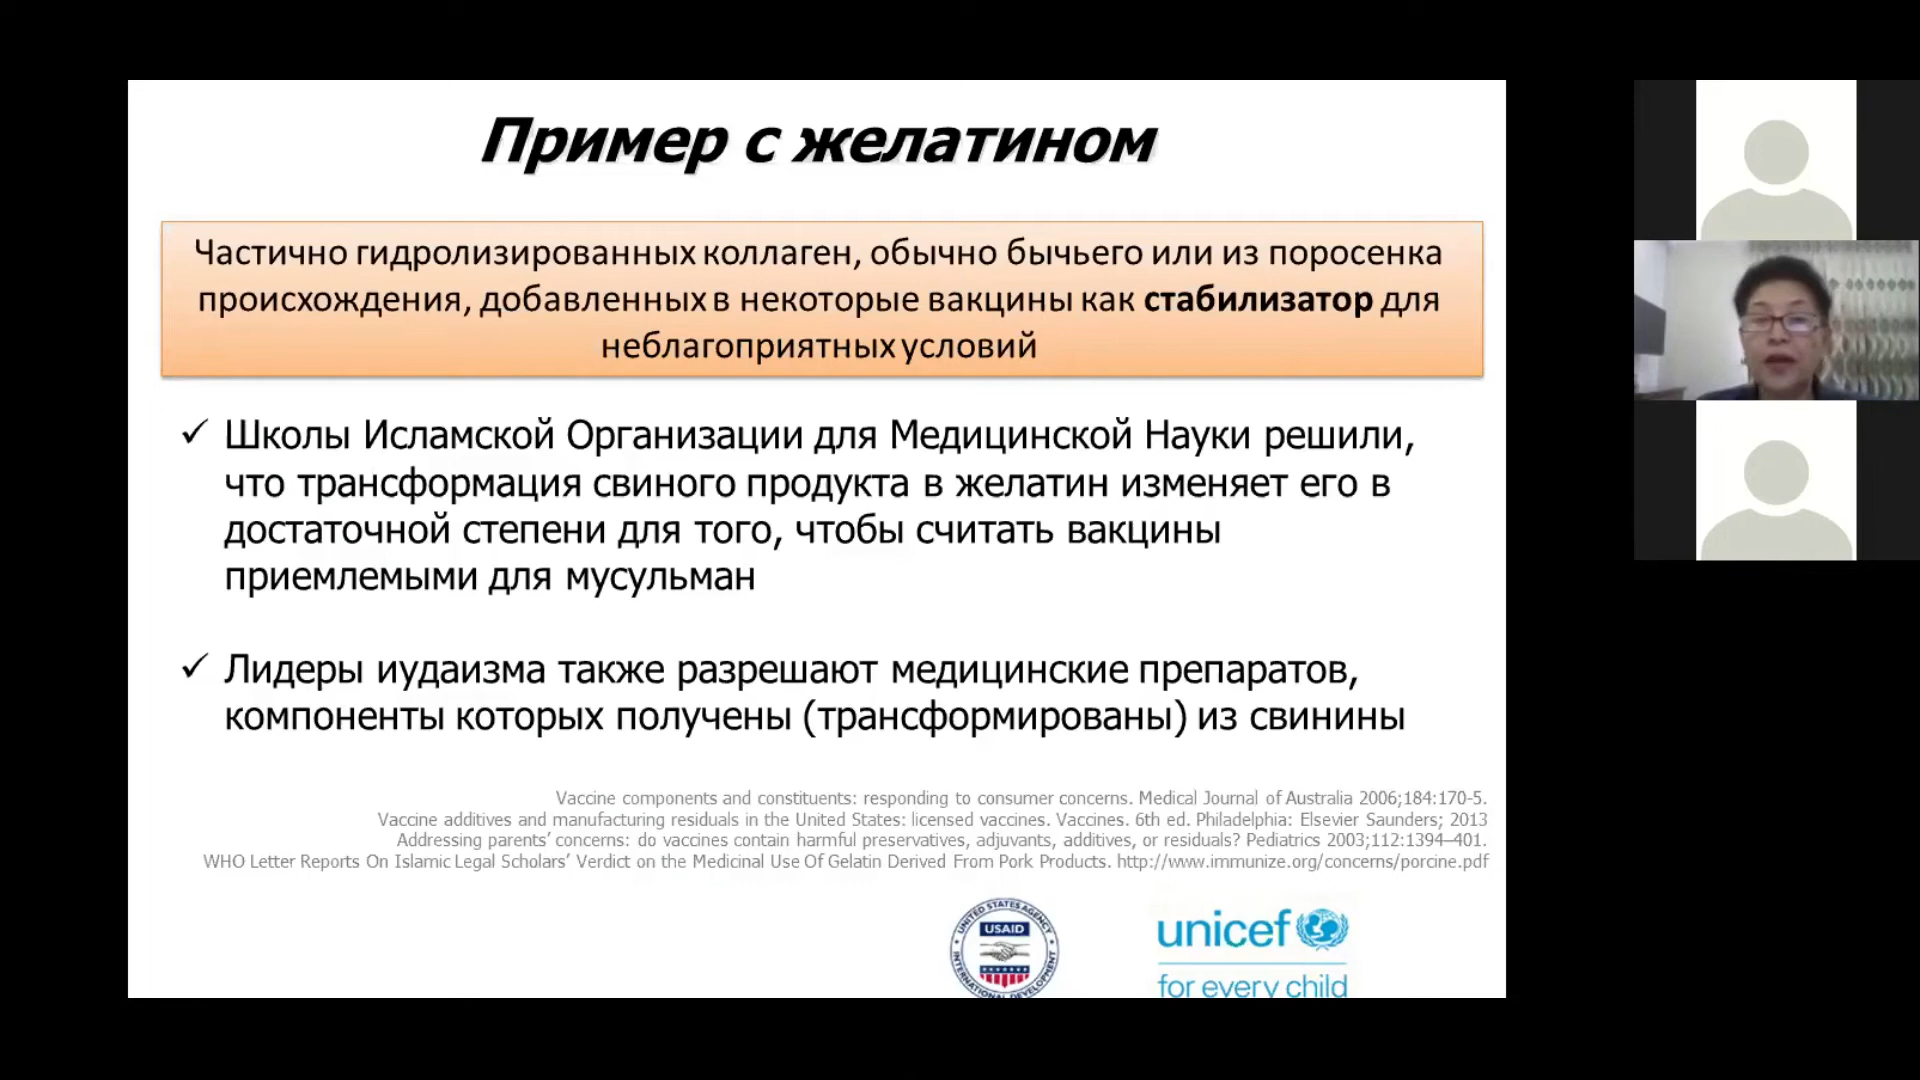 Пример с желатином
Частично гидролизированных коллаген, обычно бычьего или из поросенка
происхождения, добавленных в некоторые вакцины как стабилизатор для
неблагоприятных условий
✓ Школы Исламской Организации для Медицинской Науки решили,
что трансформация свиного продукта в желатин изменяет его в
достаточной степени для того, чтобы считать вакцины
приемлемыми для мусульман
✓ Лидеры иудаизма также разрешают медицинские препаратов,
компоненты которых получены (трансформированы) из свинины
Vaccine components and constituents: responding to consumer concerns. Medical Journal of Australia 2006;184:170-5.
Vaccine additives and manufacturing residuals in the United States: licensed vaccines. Vaccines. 6th ed. Philadelphia: Elsevier Saunders; 2013
Addressing parents’ concerns: do vaccines contain harmful preservatives, adjuvants, additives, or residuals? Pediatrics 2003;112:1394–401.
WHO Letter Reports On Islamic Legal Scholars’ Verdict on the Medicinal Use Of Gelatin Derived From Pork Products. http://www.immunize.org/concerns/porcine.pdf
UNITED STATES AGENCY
USAID
INTERNATIONAL DEVELOPMENT
unicef
for every child